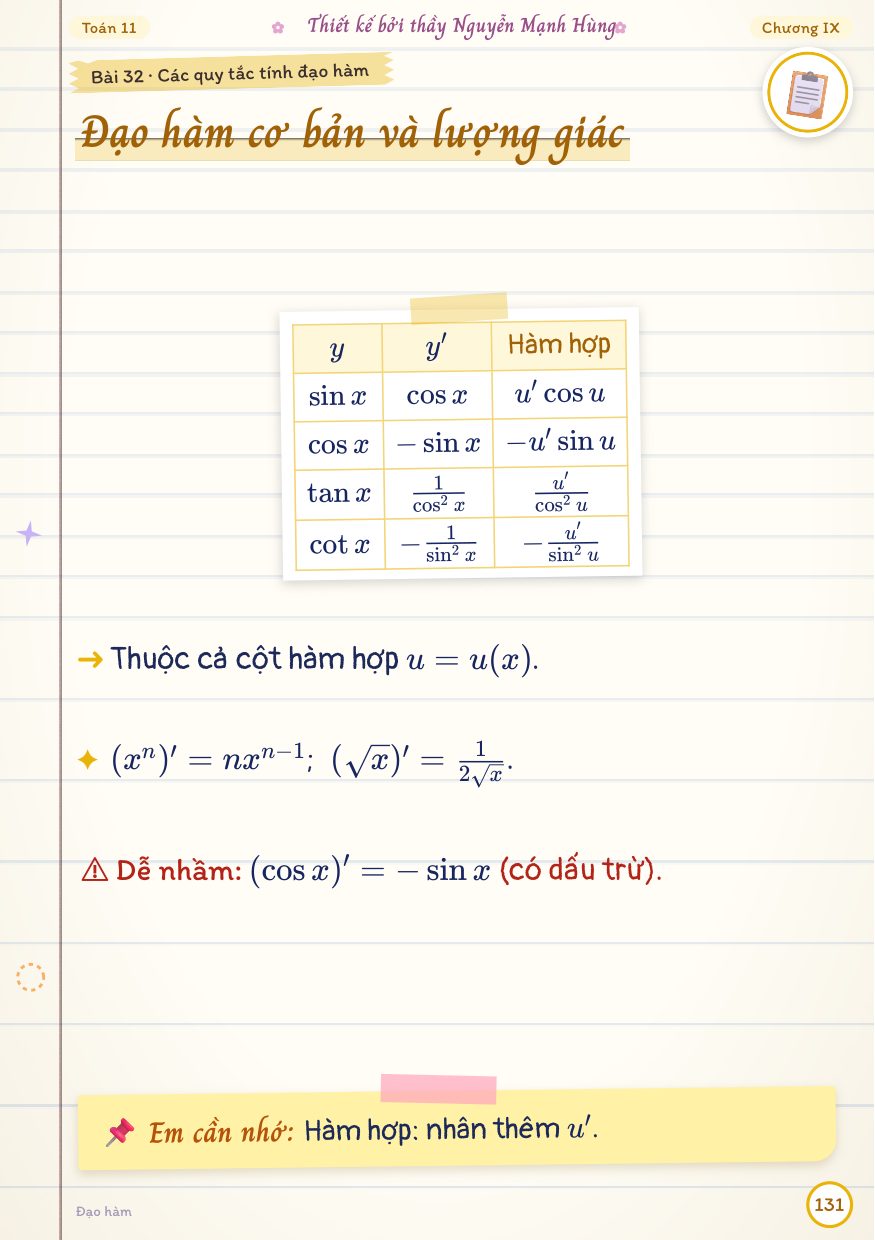 Toán 11
Thiết kế bởi thầy Nguyễn Mạnh Hùng
Chương IX
Bài 32 · Các quy tắc tính đạo hàm
Đạo hàm cơ bản và lượng giác
y y′ Hàm hợp
sin x cos x u′ cos u
cos x − sin x −u′ sin u
tan x 1/cos² x u′/cos² u
cot x − 1/sin² x − u′/sin² u
→ Thuộc cả cột hàm hợp u = u(x).
✦ (xⁿ)′ = nxⁿ⁻¹; (√x)′ = 1/2√x.
⚠ Dễ nhầm: (cos x)′ = − sin x (có dấu trừ).
📌 Em cần nhớ: Hàm hợp: nhân thêm u′.
Đạo hàm
131